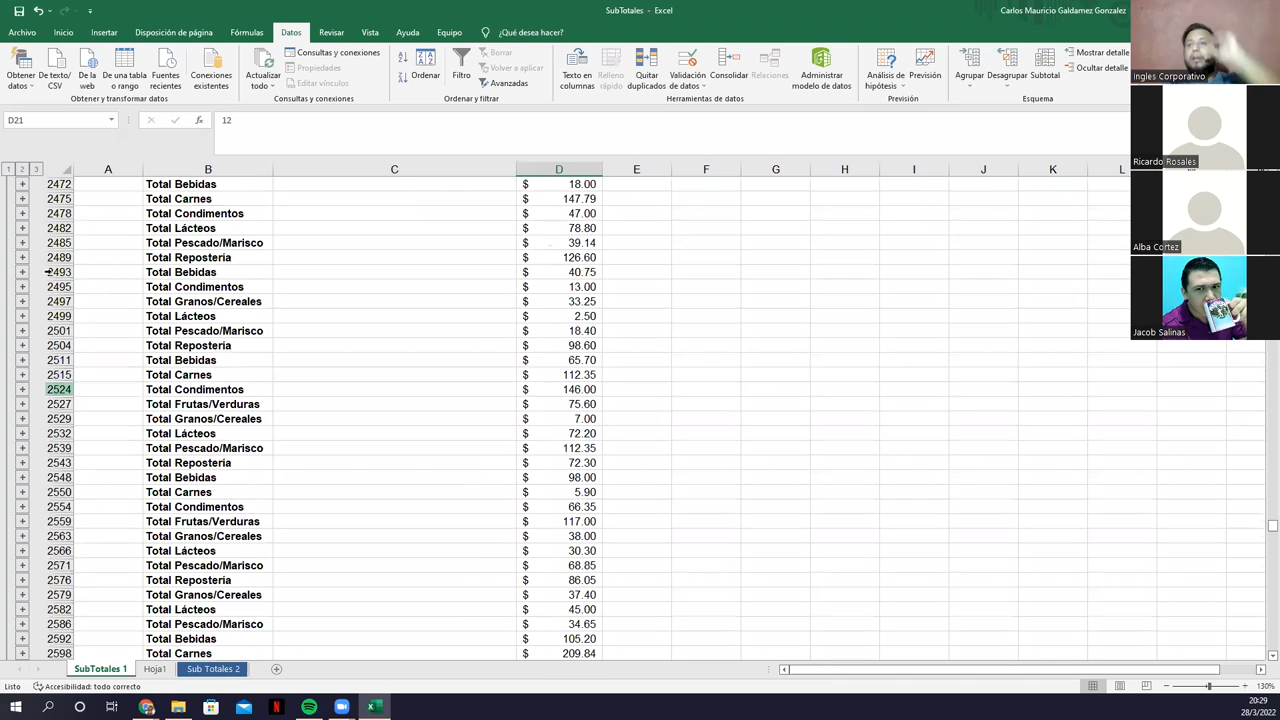 SubTotales – Excel
Carlos Mauricio Galdamez Gonzalez
Archivo Inicio Insertar Disposición de página Fórmulas Datos Revisar Vista Ayuda Equipo ¿Qué desea hacer?
Obtener datos
De texto/CSV
De la web
De una tabla o rango
Fuentes recientes
Conexiones existentes
Obtener y transformar datos
Actualizar todo
Consultas y conexiones
Propiedades
Editar vínculos
Consultas y conexiones
Ordenar
Filtro
Borrar
Volver a aplicar
Avanzadas
Ordenar y filtrar
Texto en columnas
Relleno rápido
Quitar duplicados
Validación de datos
Consolidar
Relaciones
Administrar modelo de datos
Herramientas de datos
Análisis de hipótesis
Previsión
Previsión
Agrupar
Desagrupar
Subtotal
Mostrar detalle
Ocultar detalle
Esquema
D21 12
1 2 3 A B C D E F G H I J K L
2472 Total Bebidas $ 18.00
2475 Total Carnes $ 147.79
2478 Total Condimentos $ 47.00
2482 Total Lácteos $ 78.80
2485 Total Pescado/Marisco $ 39.14
2489 Total Repostería $ 126.60
2493 Total Bebidas $ 40.75
2495 Total Condimentos $ 13.00
2497 Total Granos/Cereales $ 33.25
2499 Total Lácteos $ 2.50
2501 Total Pescado/Marisco $ 18.40
2504 Total Repostería $ 98.60
2511 Total Bebidas $ 65.70
2515 Total Carnes $ 112.35
2524 Total Condimentos $ 146.00
2527 Total Frutas/Verduras $ 75.60
2529 Total Granos/Cereales $ 7.00
2532 Total Lácteos $ 72.20
2539 Total Pescado/Marisco $ 112.35
2543 Total Repostería $ 72.30
2548 Total Bebidas $ 98.00
2550 Total Carnes $ 5.90
2554 Total Condimentos $ 66.35
2559 Total Frutas/Verduras $ 117.00
2563 Total Granos/Cereales $ 38.00
2566 Total Lácteos $ 30.30
2571 Total Pescado/Marisco $ 68.85
2576 Total Repostería $ 86.05
2579 Total Granos/Cereales $ 37.40
2582 Total Lácteos $ 45.00
2586 Total Pescado/Marisco $ 34.65
2592 Total Bebidas $ 105.20
2598 Total Carnes $ 209.84
Ingles Corporativo
Ricardo Rosales
Alba Cortez
Jacob Salinas
SubTotales 1 Hoja1 Sub Totales 2
Listo Accesibilidad: todo correcto 130%
20:29
28/3/2022